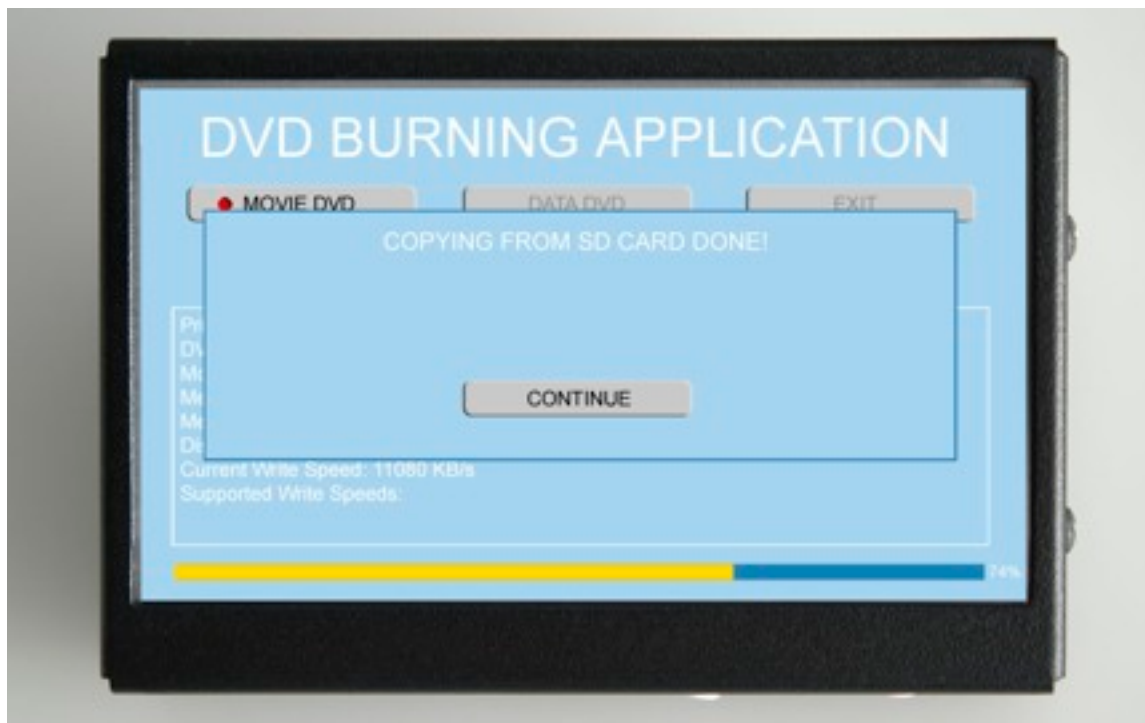 DVD BURNING APPLICATION
MOVIE DVD
DATA DVD
EXIT
COPYING FROM SD CARD DONE!
CONTINUE
Current Write Speed: 11080 KB/s
Supported Write Speeds:
74%